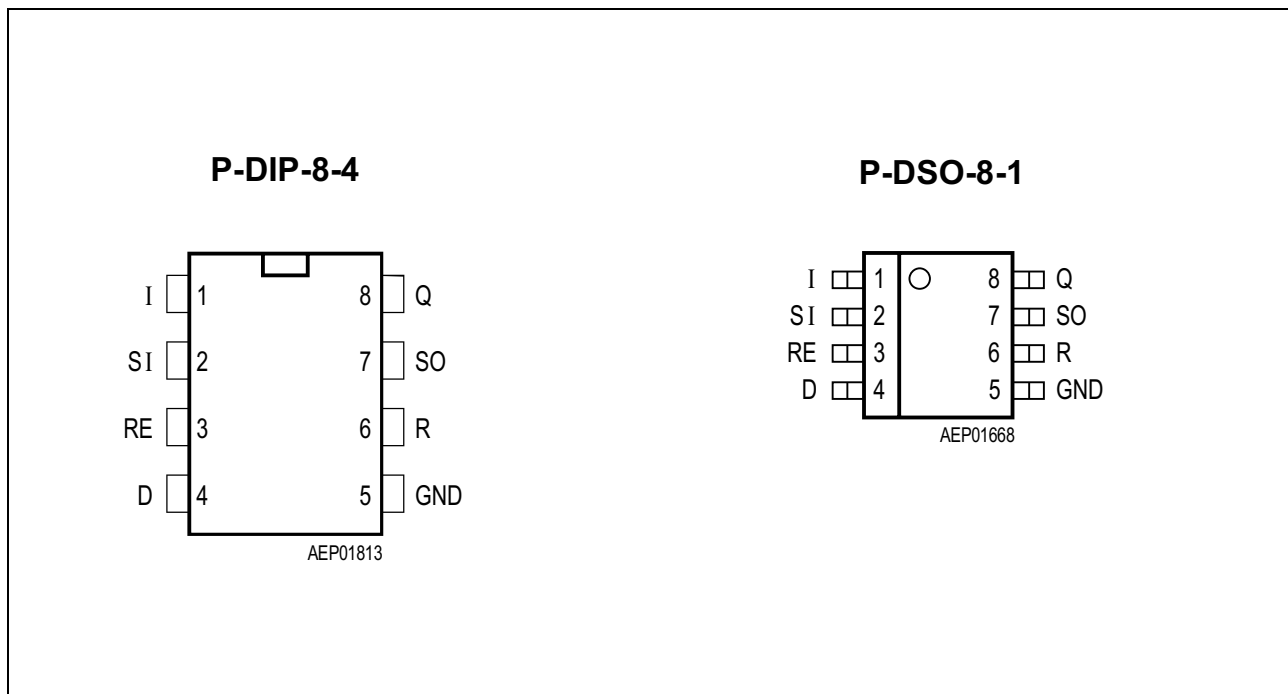 P-DIP-8-4
I 1 8 Q
SI 2 7 SO
RE 3 6 R
D 4 5 GND
AEP01813
P-DSO-8-1
I 1 8 Q
SI 2 7 SO
RE 3 6 R
D 4 5 GND
AEP01668